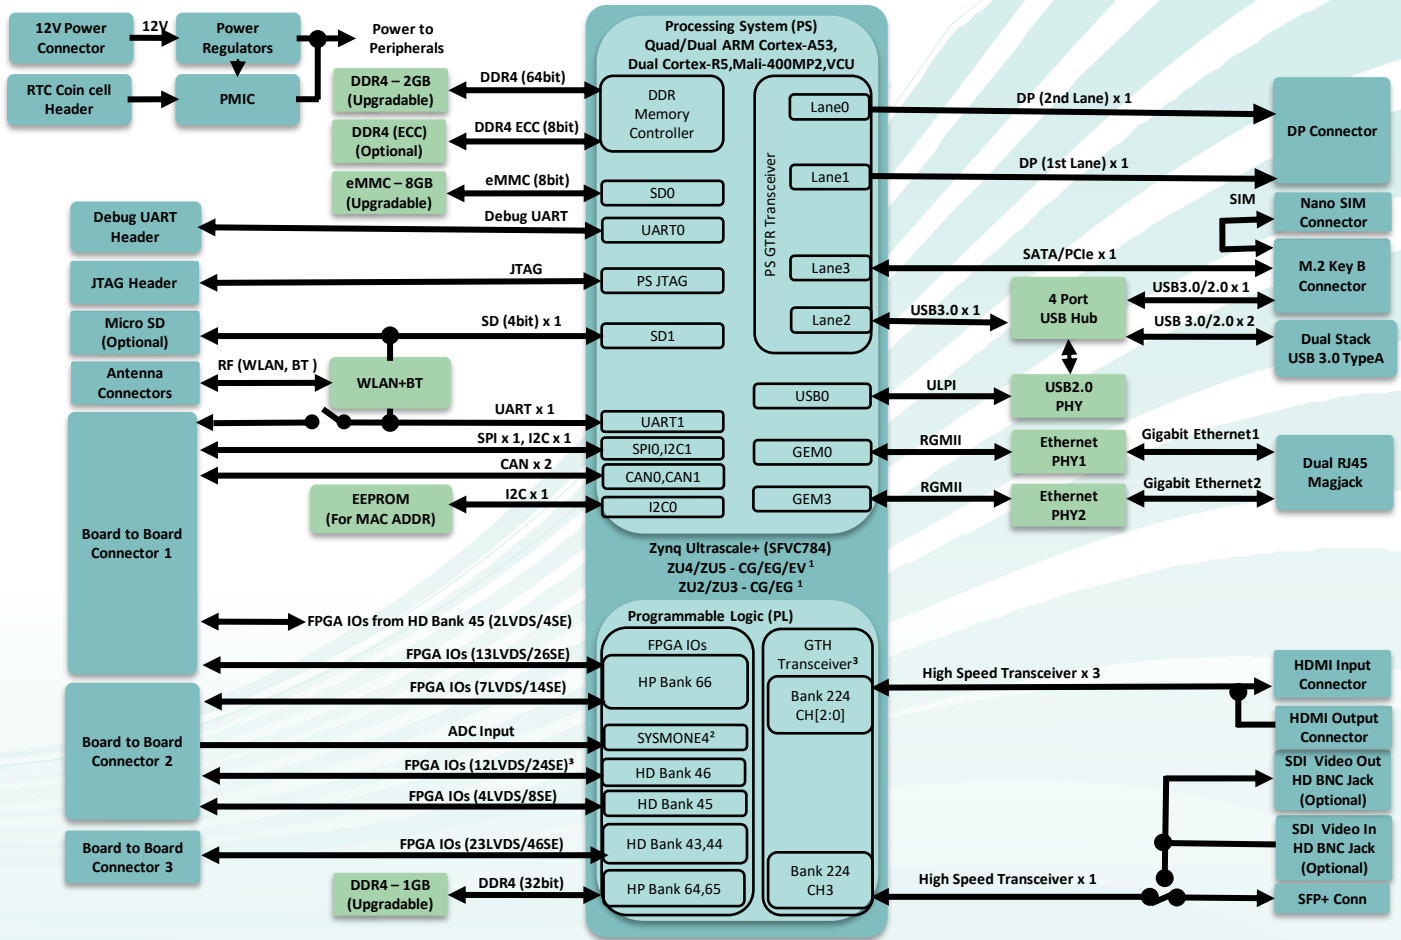 12V Power
Connector
12V
Power
Regulators
Power to
Peripherals
RTC Coin cell
Header
PMIC
DDR4 – 2GB
(Upgradable)
DDR4 (64bit)
DDR4 (ECC)
(Optional)
DDR4 ECC (8bit)
eMMC – 8GB
(Upgradable)
eMMC (8bit)
Debug UART
Header
Debug UART
JTAG Header
JTAG
Micro SD
(Optional)
SD (4bit) x 1
Antenna
Connectors
RF (WLAN, BT )
WLAN+BT
UART x 1
SPI x 1, I2C x 1
CAN x 2
EEPROM
(For MAC ADDR)
I2C x 1
Board to Board
Connector 1
FPGA IOs from HD Bank 45 (2LVDS/4SE)
FPGA IOs (13LVDS/26SE)
FPGA IOs (7LVDS/14SE)
Board to Board
Connector 2
ADC Input
FPGA IOs (12LVDS/24SE)³
FPGA IOs (4LVDS/8SE)
Board to Board
Connector 3
FPGA IOs (23LVDS/46SE)
DDR4 – 1GB
(Upgradable)
DDR4 (32bit)
Processing System (PS)
Quad/Dual ARM Cortex-A53,
Dual Cortex-R5,Mali-400MP2,VCU
DDR
Memory
Controller
SD0
UART0
PS JTAG
SD1
UART1
SPI0,I2C1
CAN0,CAN1
I2C0
PS GTR Transceiver
Lane0
Lane1
Lane3
Lane2
USB0
GEM0
GEM3
Zynq Ultrascale+ (SFVC784)
ZU4/ZU5 - CG/EG/EV ¹
ZU2/ZU3 - CG/EG ¹
Programmable Logic (PL)
FPGA IOs
HP Bank 66
SYSMONE4²
HD Bank 46
HD Bank 45
HD Bank 43,44
HP Bank 64,65
GTH
Transceiver³
Bank 224
CH[2:0]
Bank 224
CH3
DP (2nd Lane) x 1
DP (1st Lane) x 1
DP Connector
SIM
Nano SIM
Connector
SATA/PCIe x 1
M.2 Key B
Connector
USB3.0 x 1
4 Port
USB Hub
USB3.0/2.0 x 1
USB 3.0/2.0 x 2
Dual Stack
USB 3.0 TypeA
ULPI
USB2.0
PHY
RGMII
Ethernet
PHY1
Gigabit Ethernet1
RGMII
Ethernet
PHY2
Gigabit Ethernet2
Dual RJ45
Magjack
High Speed Transceiver x 3
HDMI Input
Connector
HDMI Output
Connector
SDI Video Out
HD BNC Jack
(Optional)
SDI Video In
HD BNC Jack
(Optional)
High Speed Transceiver x 1
SFP+ Conn